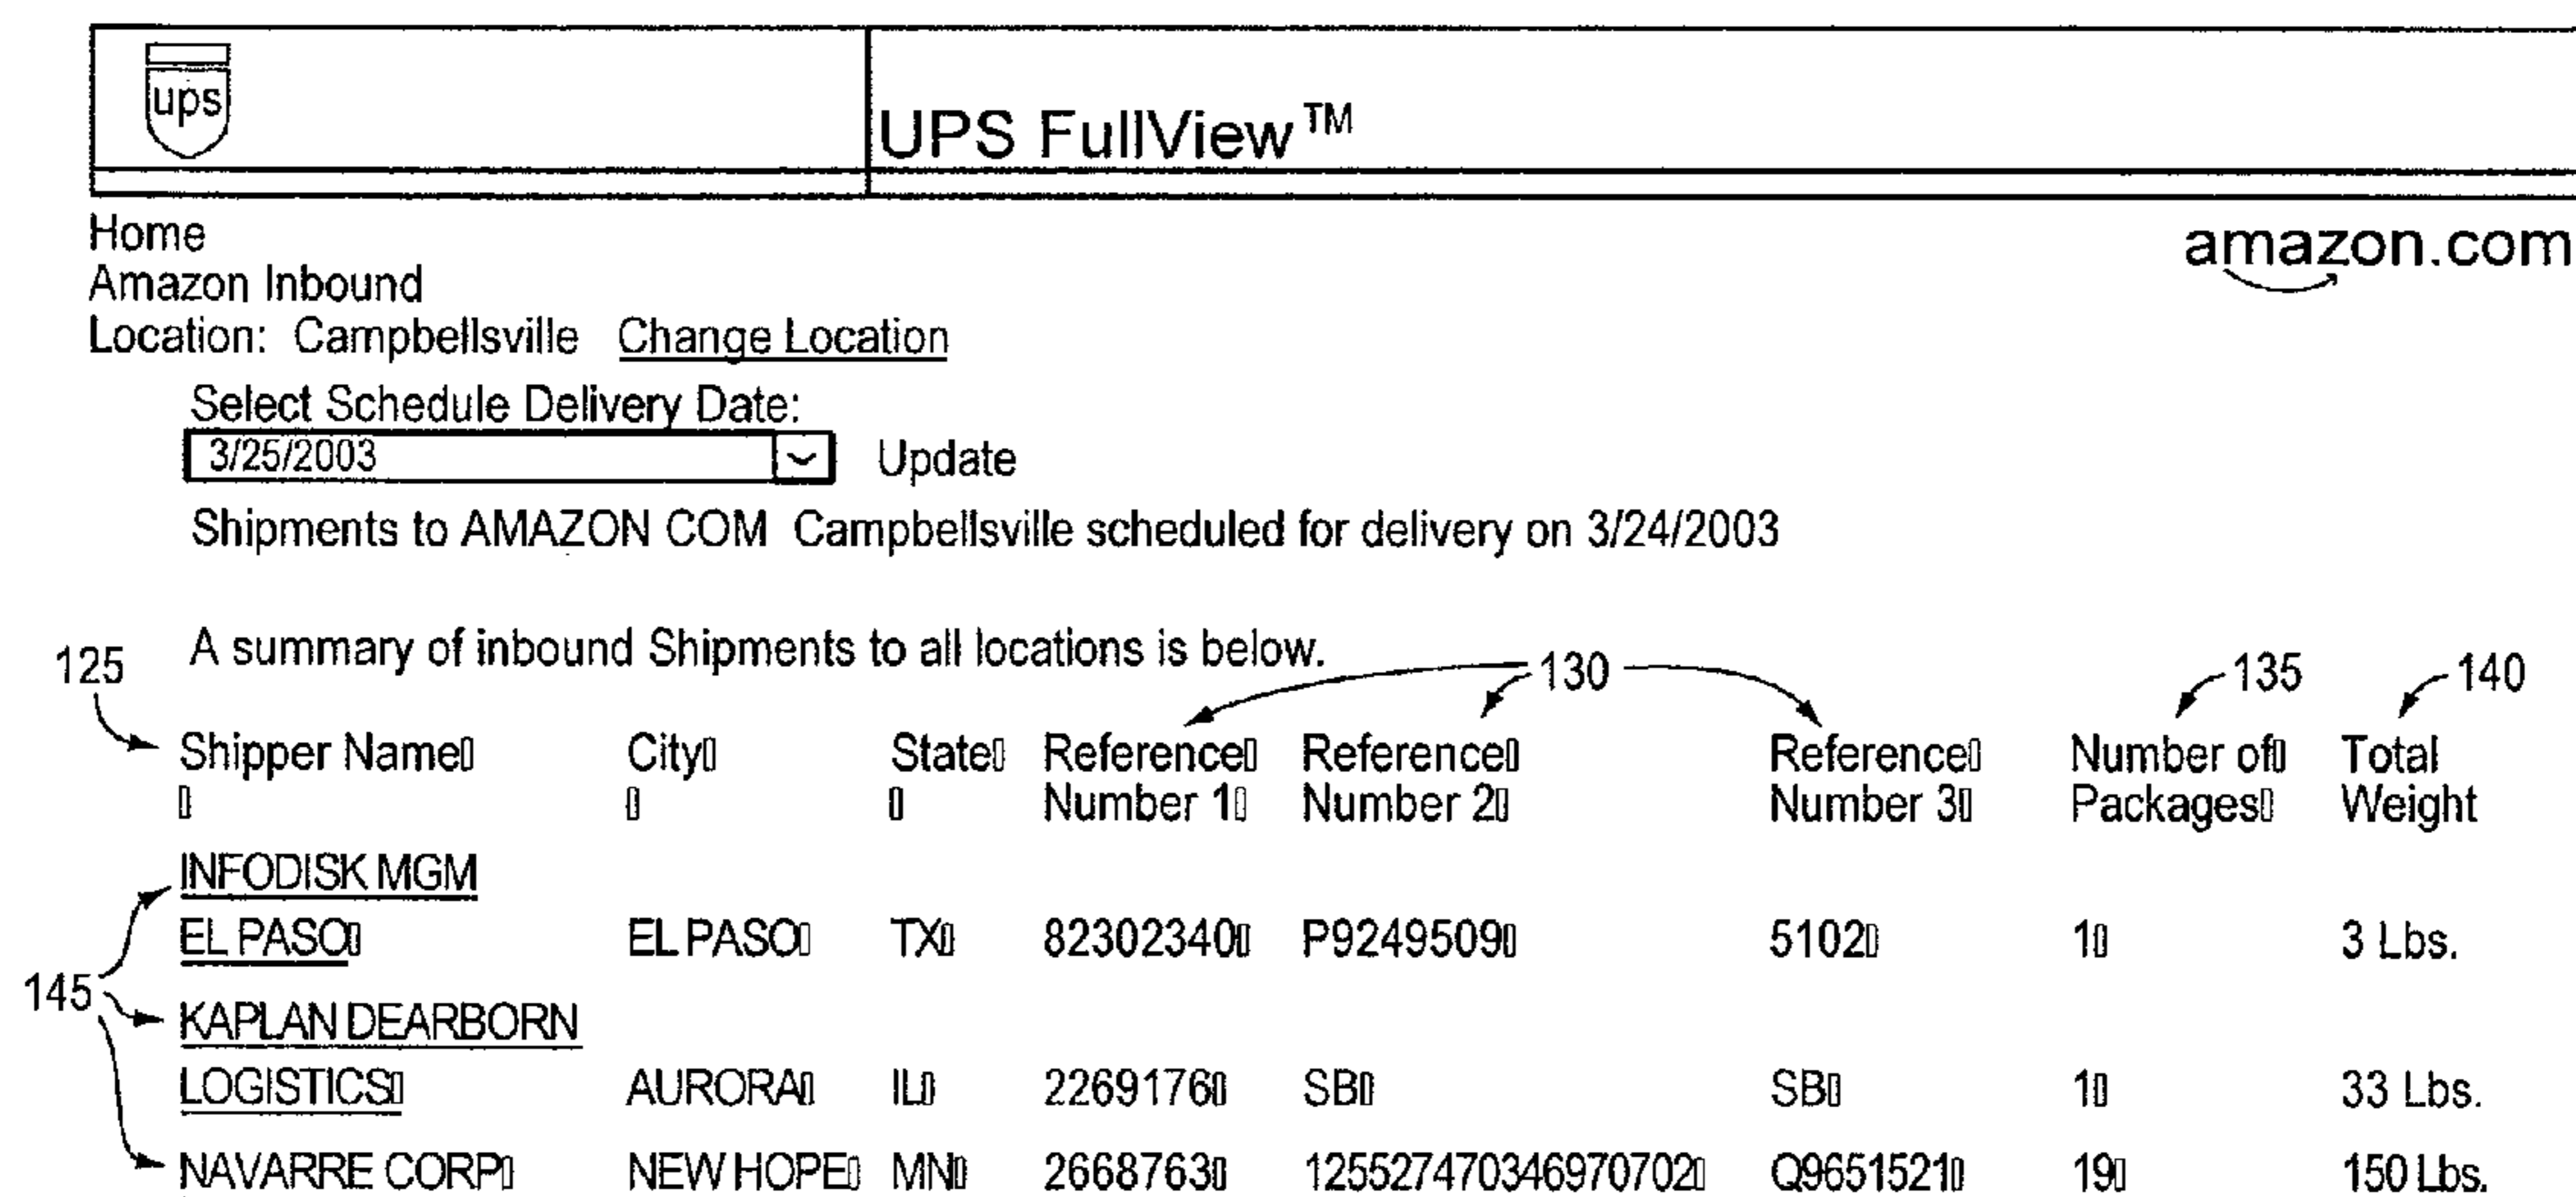 ups
UPS FullView™
Home
amazon.com
Amazon Inbound
Location: Campbellsville Change Location
Select Schedule Delivery Date:
3/25/2003 Update
Shipments to AMAZON COM Campbellsville scheduled for delivery on 3/24/2003
A summary of inbound Shipments to all locations is below.
125 130 135 140
Shipper Name City State Reference Reference Reference Number of Total
Number 1 Number 2 Number 3 Packages Weight
INFODISK MGM
EL PASO EL PASO TX 82302340 P9249509 5102 1 3 Lbs.
145
KAPLAN DEARBORN
LOGISTICS AURORA IL 2269176 SB SB 1 33 Lbs.
NAVARRE CORP NEW HOPE MN 2668763 125527470346970702 Q9651521 19 150 Lbs.